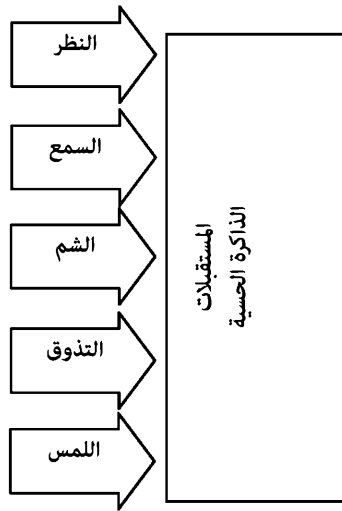 النظر
السمع
الشم
التذوق
اللمس
المستقبلات
الذاكرة الحسية